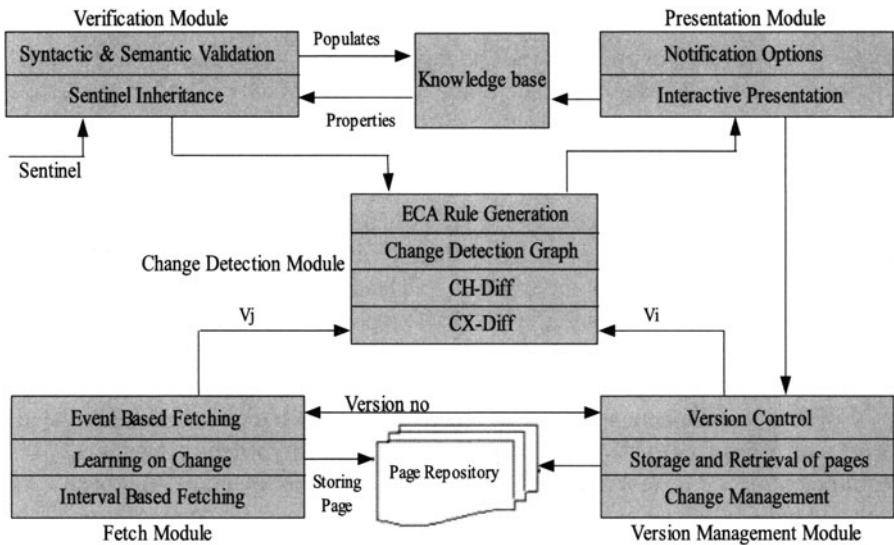 Verification Module
Presentation Module
Syntactic & Semantic Validation
Populates
Notification Options
Knowledge base
Sentinel Inheritance
Interactive Presentation
Properties
Sentinel
ECA Rule Generation
Change Detection Graph
Change Detection Module
CH-Diff
CX-Diff
Vj
Vi
Event Based Fetching
Version no
Version Control
Learning on Change
Page Repository
Storage and Retrieval of pages
Storing
Page
Interval Based Fetching
Change Management
Fetch Module
Version Management Module